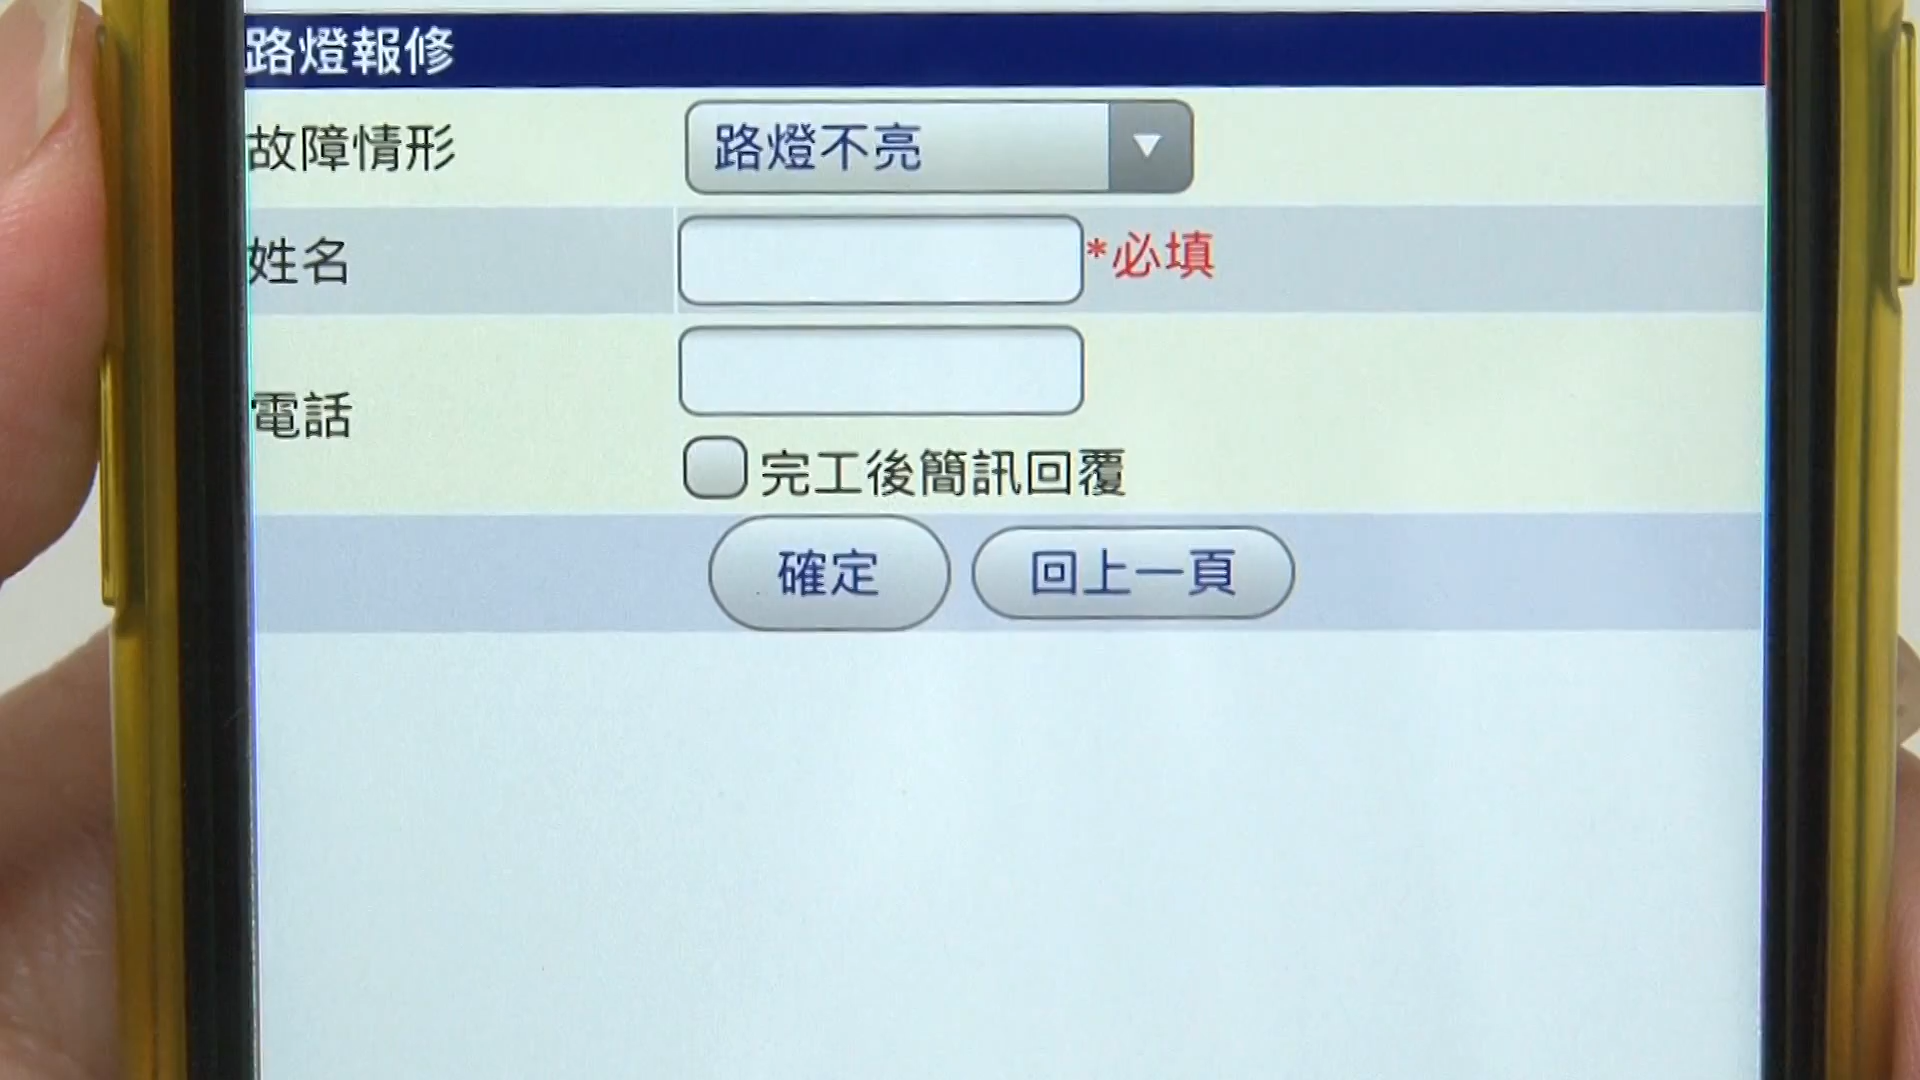 路燈報修
故障情形 路燈不亮
姓名 *必填
電話
完工後簡訊回覆
確定 回上一頁